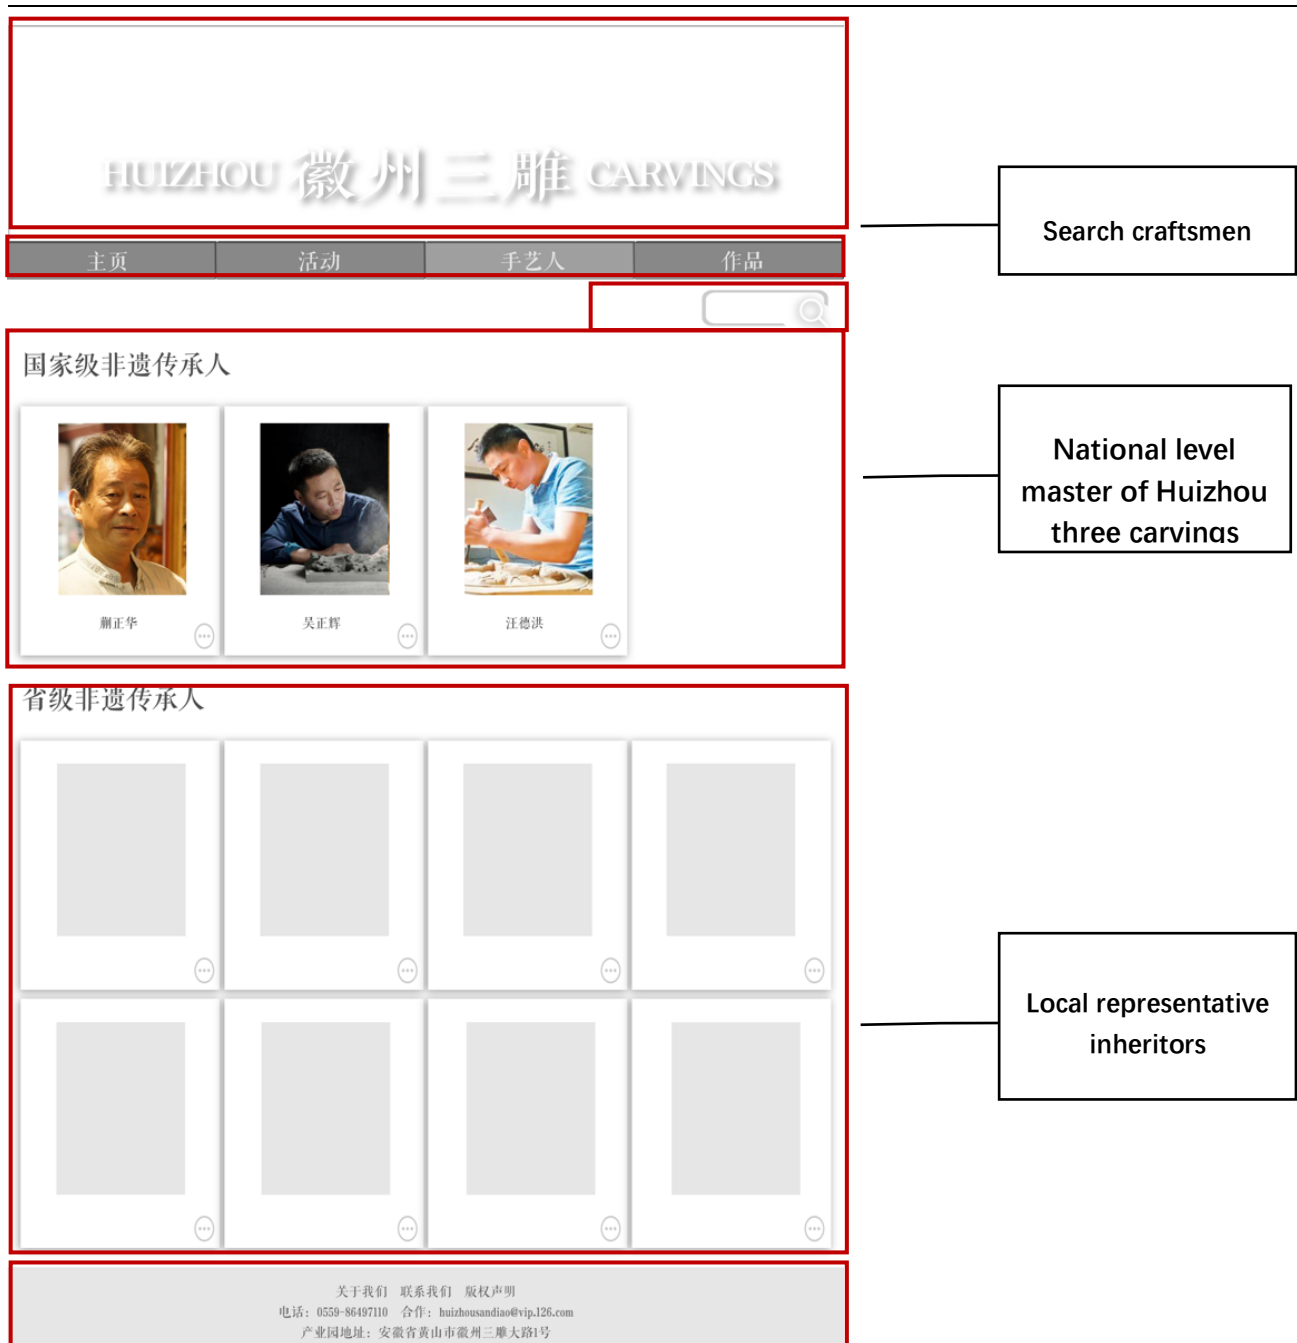 HUIZHOU 徽州三雕 CARVINGS
Search craftsmen
主页 活动 手艺人 作品
国家级非遗传承人
National level
master of Huizhou
three carvings
蒯正华 吴正辉 汪德洪
省级非遗传承人
Local representative
inheritors
关于我们 联系我们 版权声明
电话：0559-86497110 合作：huizhousandiao@vip.126.com
产业园地址：安徽省黄山市徽州三雕大路1号